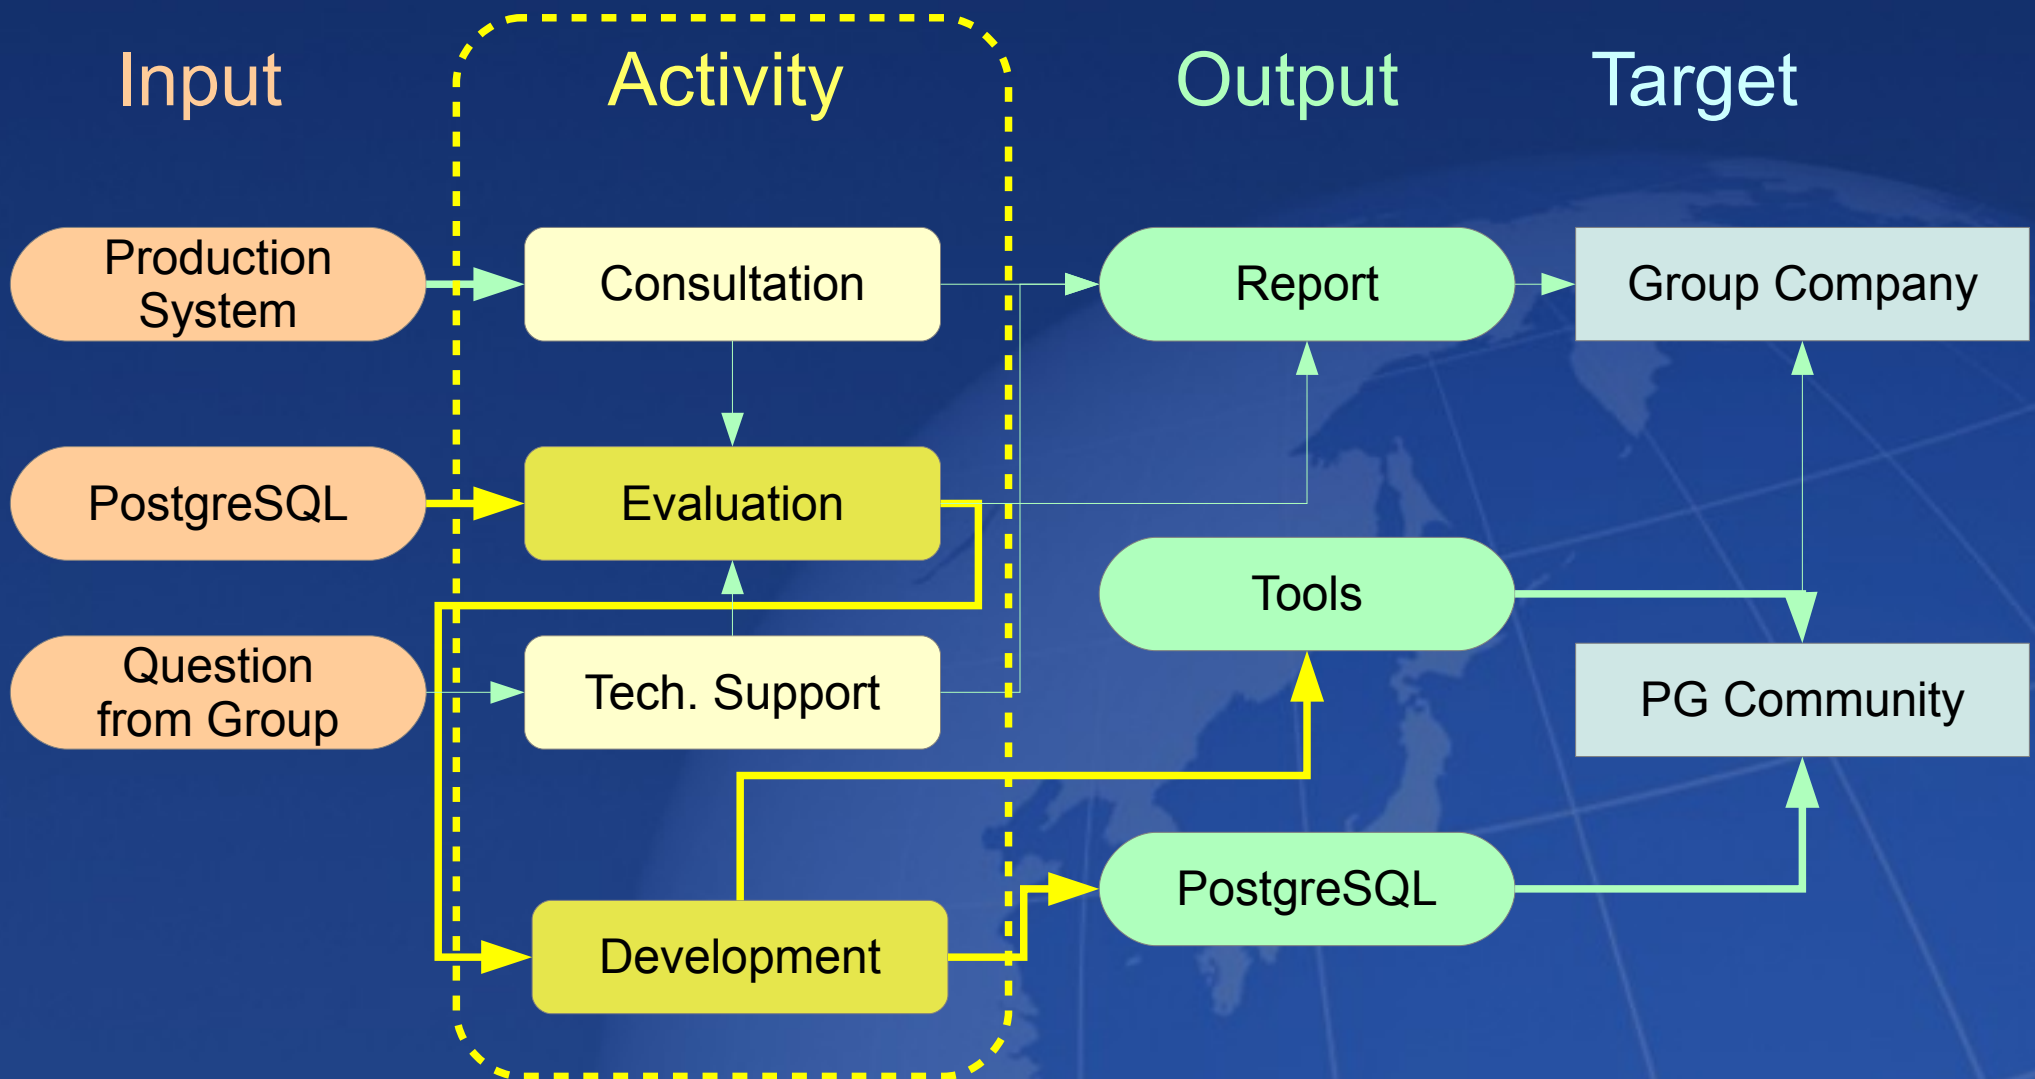 Input
Activity
Output
Target
Production
System
Consultation
Report
Group Company
PostgreSQL
Evaluation
Tools
Question
from Group
Tech. Support
PG Community
PostgreSQL
Development